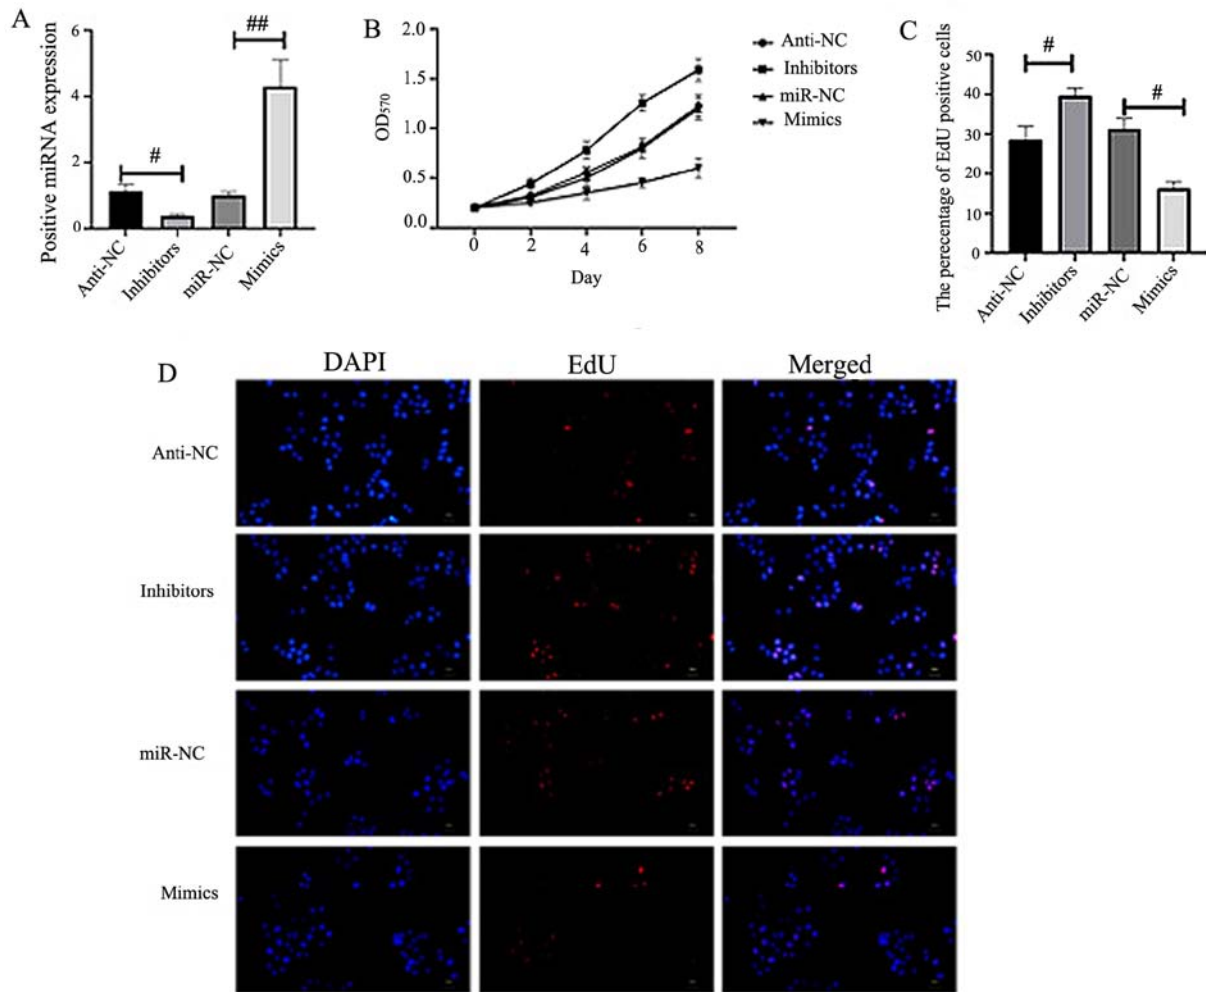 A
Positive miRNA expression
6
4
2
0
#
##
Anti-NC
Inhibitors
miR-NC
Mimics
B
OD570
2.0
1.5
1.0
0.5
0.0
0 2 4 6 8
Day
Anti-NC
Inhibitors
miR-NC
Mimics
C
The perecentage of EdU positive cells
50
40
30
20
10
0
#
#
Anti-NC
Inhibitors
miR-NC
Mimics
D
DAPI EdU Merged
Anti-NC
Inhibitors
miR-NC
Mimics